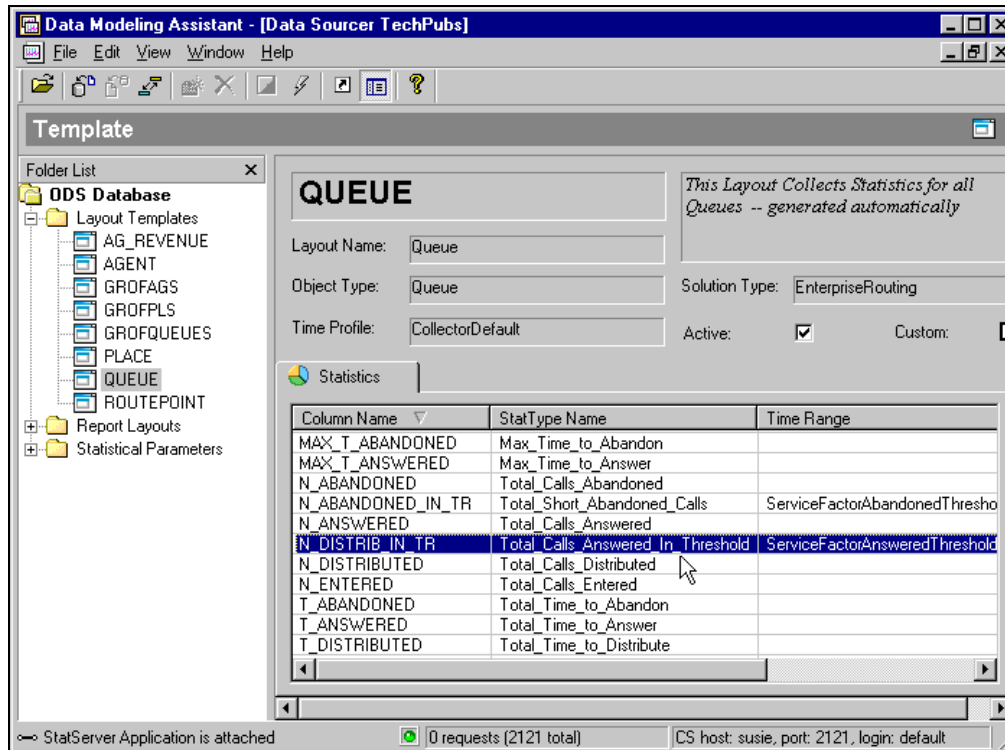 Data Modeling Assistant - [Data Sourcer TechPubs]
File Edit View Window Help
Template
Folder List
ODS Database
Layout Templates
AG_REVENUE
AGENT
GROFAGS
GROFPLS
GROFQUEUES
PLACE
QUEUE
ROUTEPOINT
Report Layouts
Statistical Parameters
QUEUE
This Layout Collects Statistics for all
Queues -- generated automatically
Layout Name: Queue
Object Type: Queue
Solution Type: EnterpriseRouting
Time Profile: CollectorDefault
Active: Custom:
Statistics
Column Name StatType Name Time Range
MAX_T_ABANDONED Max_Time_to_Abandon
MAX_T_ANSWERED Max_Time_to_Answer
N_ABANDONED Total_Calls_Abandoned
N_ABANDONED_IN_TR Total_Short_Abandoned_Calls ServiceFactorAbandonedThresho
N_ANSWERED Total_Calls_Answered
N_DISTRIB_IN_TR Total_Calls_Answered_In_Threshold ServiceFactorAnsweredThreshold
N_DISTRIBUTED Total_Calls_Distributed
N_ENTERED Total_Calls_Entered
T_ABANDONED Total_Time_to_Abandon
T_ANSWERED Total_Time_to_Answer
T_DISTRIBUTED Total_Time_to_Distribute
StatServer Application is attached
0 requests (2121 total)
CS host: susie, port: 2121, login: default